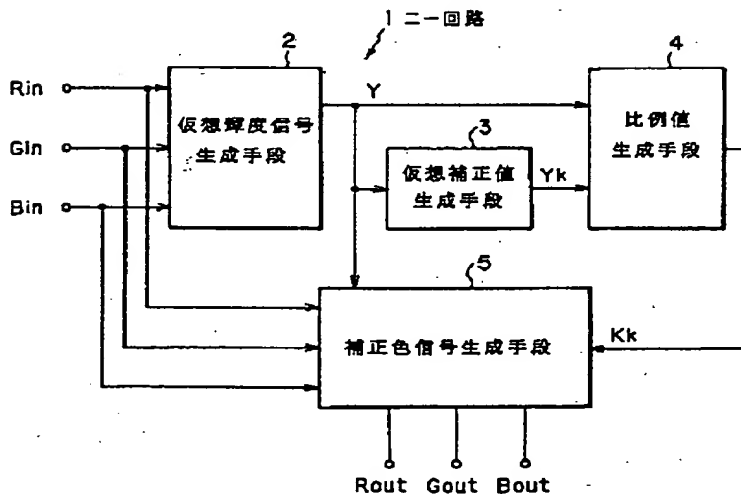 1 ニー回路
2
Rin
Gin
Bin
仮想輝度信号
生成手段
Y
3
仮想補正値
生成手段
Yk
4
比例値
生成手段
5
補正色信号生成手段
Kk
Rout Gout Bout